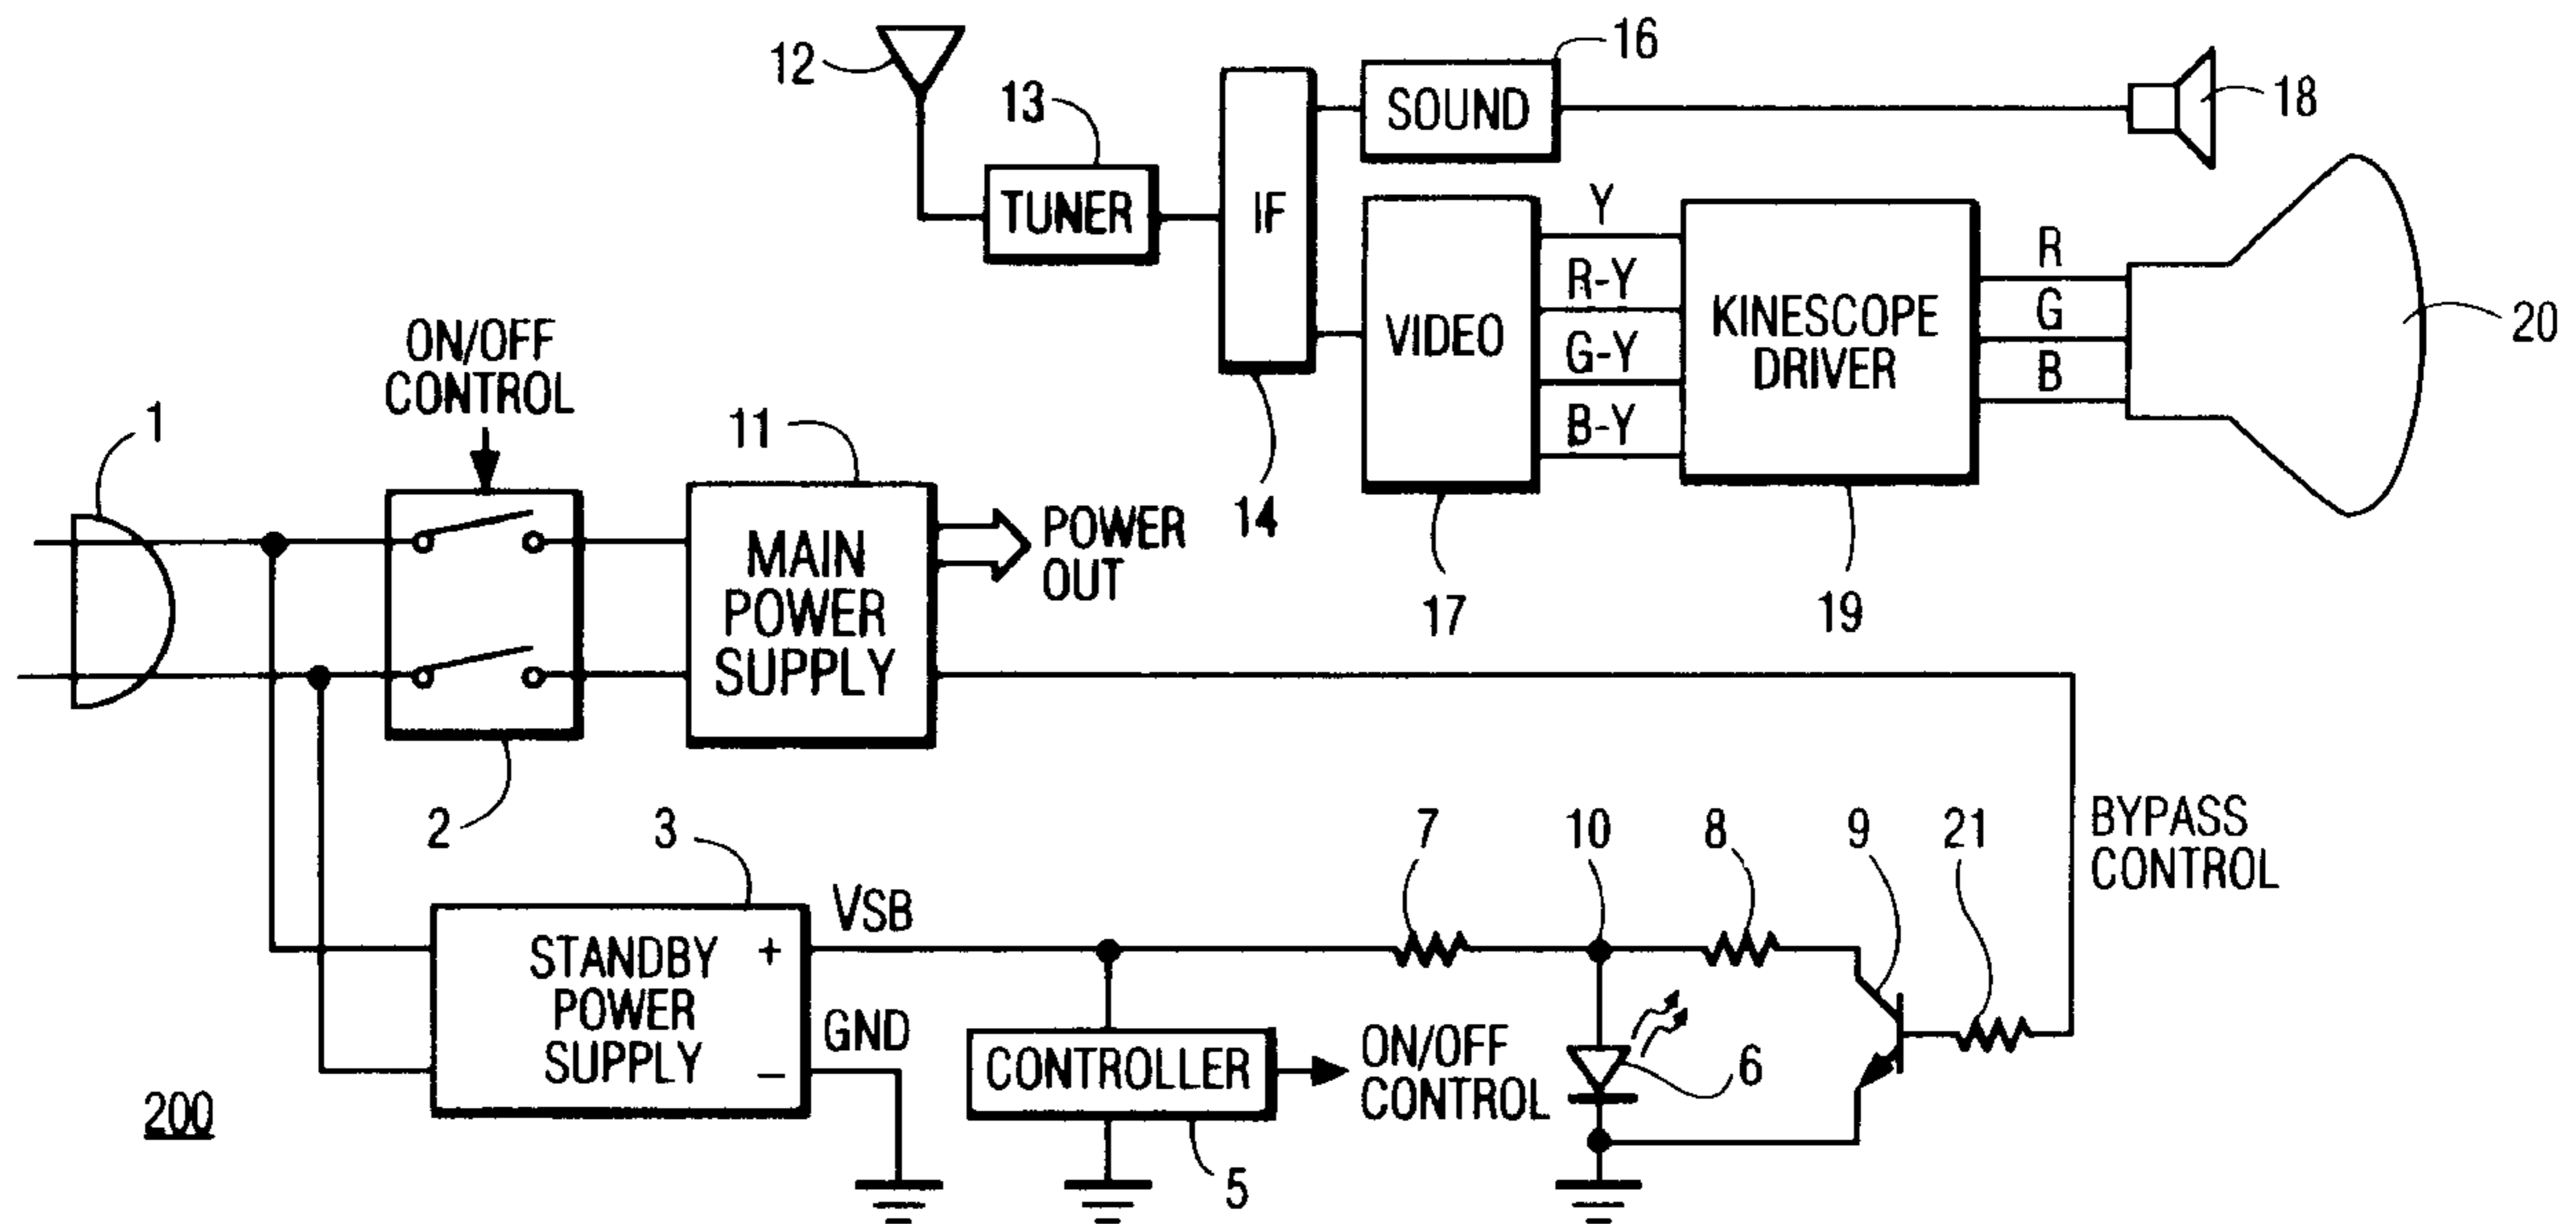 12
13
TUNER
IF
14
SOUND
16
18
VIDEO
17
Y
R-Y
G-Y
B-Y
KINESCOPE
DRIVER
19
R
G
B
20
1
ON/OFF
CONTROL
2
11
MAIN
POWER
SUPPLY
POWER
OUT
3
STANDBY
POWER
SUPPLY
+
−
VSB
GND
200
CONTROLLER
5
ON/OFF
CONTROL
7
10
8
9
21
6
BYPASS
CONTROL